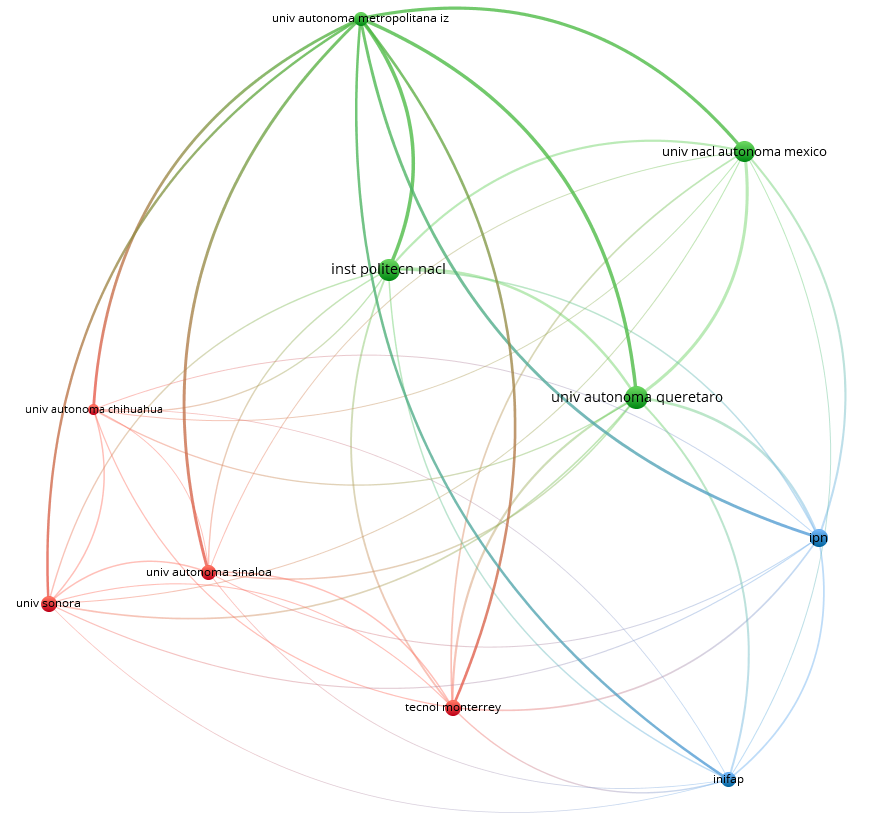 univ autonoma metropolitana iz
univ nacl autonoma mexico
inst politecn nacl
univ autonoma queretaro
univ autonoma chihuahua
ipn
univ autonoma sinaloa
univ sonora
tecnol monterrey
inifap